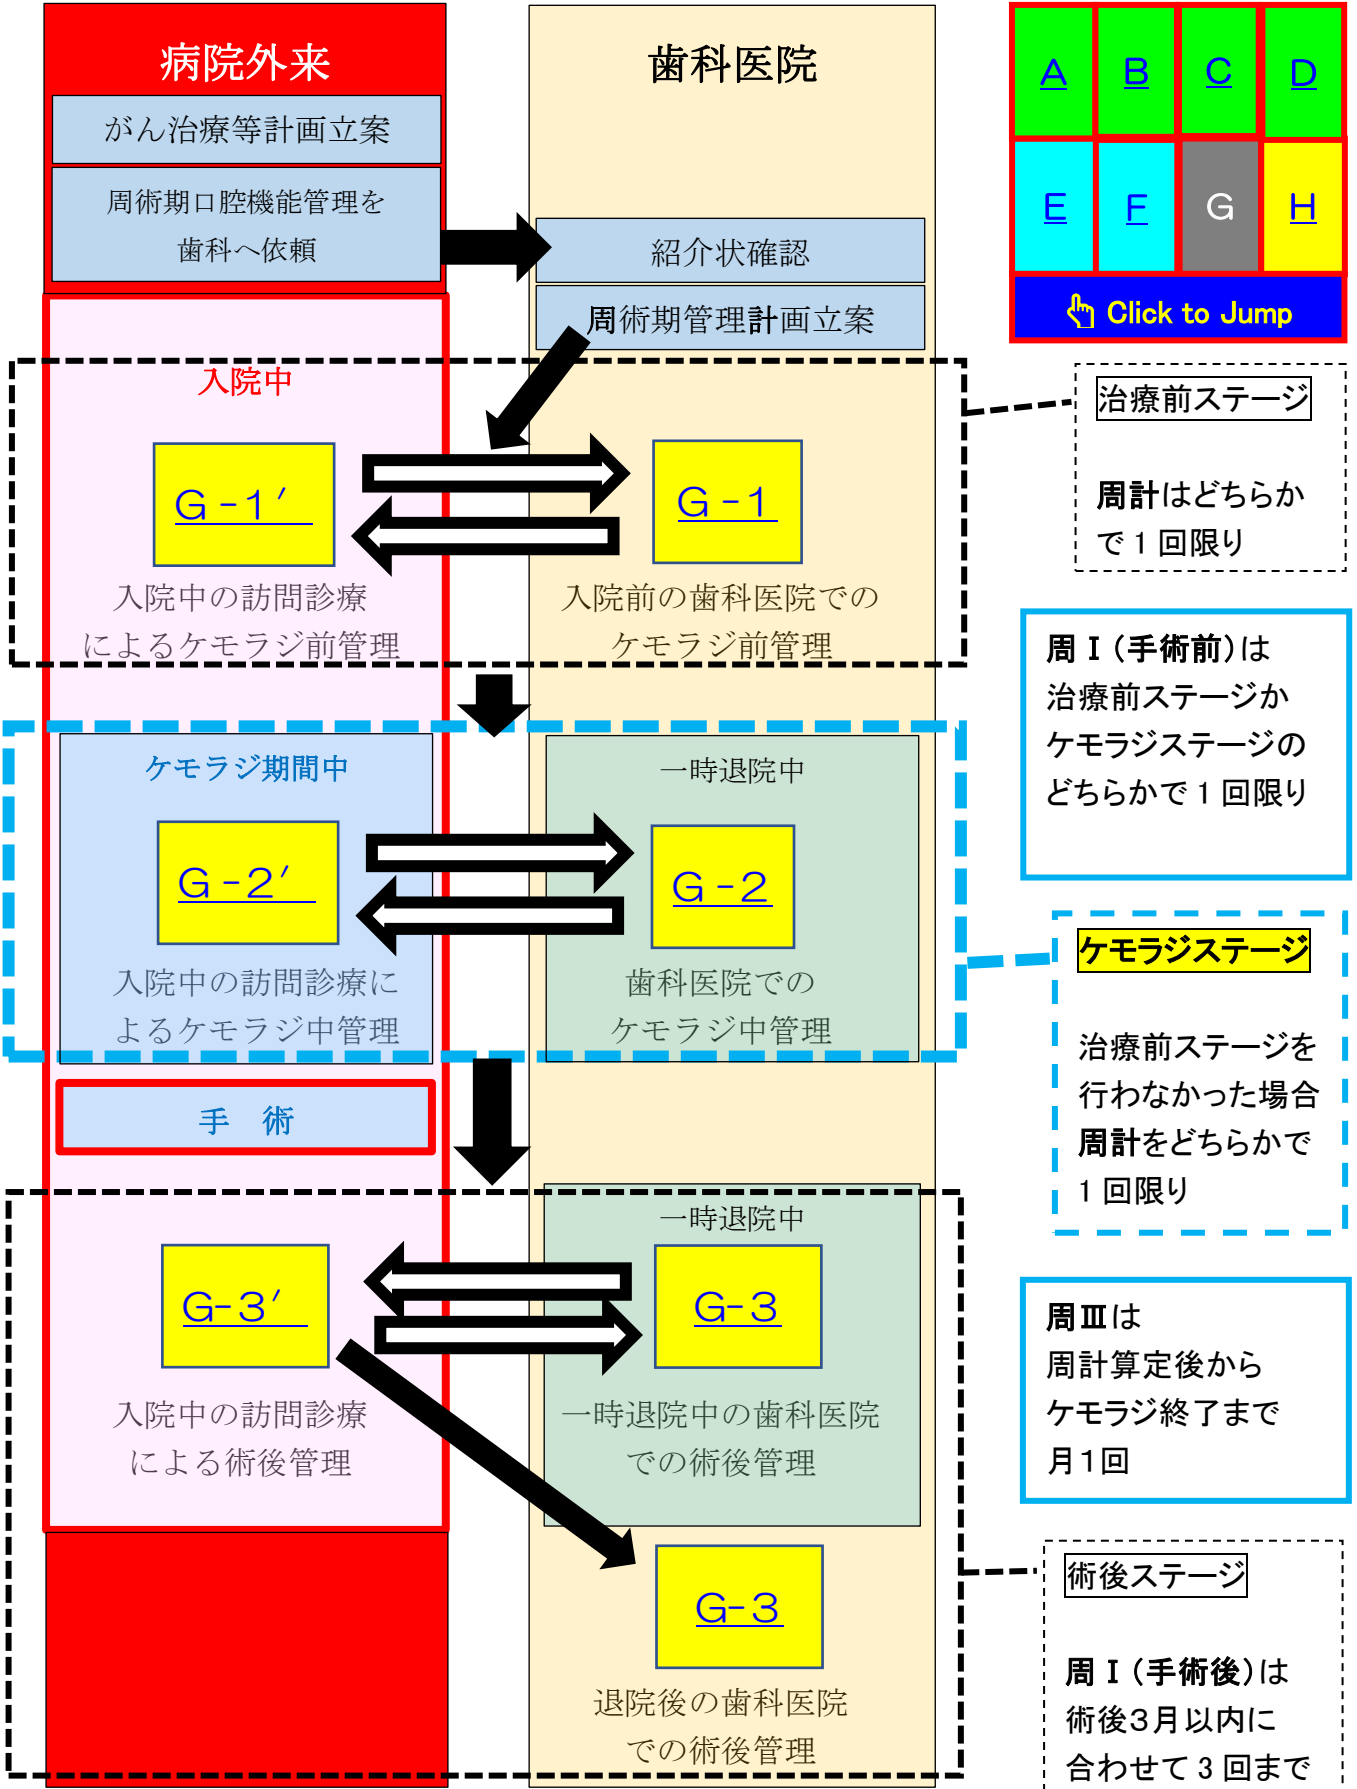 病院外来
がん治療等計画立案
周術期口腔機能管理を
歯科へ依頼
歯科医院
紹介状確認
周術期管理計画立案
A B C D
E F G H
Click to Jump
入院中
G-1′
入院中の訪問診療
によるケモラジ前管理
G-1
入院前の歯科医院での
ケモラジ前管理
治療前ステージ
周計はどちらか
で1回限り
周Ⅰ(手術前)は
治療前ステージか
ケモラジステージの
どちらかで1回限り
ケモラジ期間中
G-2′
入院中の訪問診療に
よるケモラジ中管理
一時退院中
G-2
歯科医院での
ケモラジ中管理
ケモラジステージ
治療前ステージを
行わなかった場合
周計をどちらかで
1回限り
手 術
G-3′
入院中の訪問診療
による術後管理
一時退院中
G-3
一時退院中の歯科医院
での術後管理
周Ⅲは
周計算定後から
ケモラジ終了まで
月1回
G-3
退院後の歯科医院
での術後管理
術後ステージ
周Ⅰ(手術後)は
術後3月以内に
合わせて3回まで